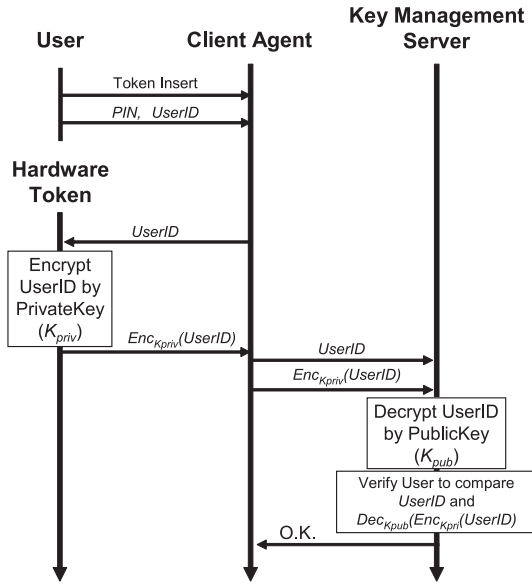 User
Client Agent
Key Management
Server
Token Insert
PIN, UserID
Hardware
Token
UserID
Encrypt
UserID by
PrivateKey
(Kpriv)
EncKpriv(UserID)
UserID
EncKpriv(UserID)
Decrypt UserID
by PublicKey
(Kpub)
Verify User to compare
UserID and
DecKpub(EncKpri(UserID)
O.K.